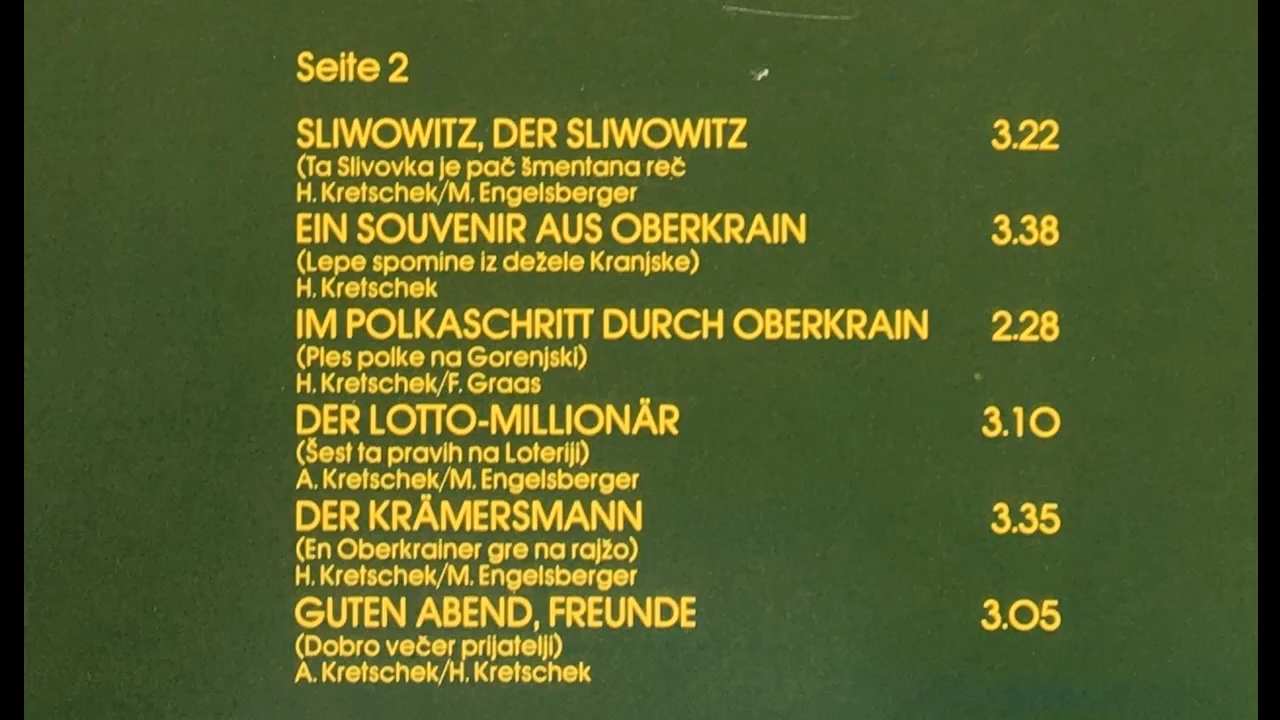 Seite 2
SLIWOWITZ, DER SLIWOWITZ 3.22
(Ta Slivovka je pač šmentana reč
H. Kretschek/M. Engelsberger
EIN SOUVENIR AUS OBERKRAIN 3.38
(Lepe spomine iz dežele Kranjske)
H. Kretschek
IM POLKASCHRITT DURCH OBERKRAIN 2.28
(Ples polke na Gorenjski)
H. Kretschek/F. Graas
DER LOTTO-MILLIONÄR 3.10
(Šest ta pravih na Loteriji)
A. Kretschek/M. Engelsberger
DER KRÄMERSMANN 3.35
(En Oberkrainer gre na rajžo)
H. Kretschek/M. Engelsberger
GUTEN ABEND, FREUNDE 3.05
(Dobro večer prijatelji)
A. Kretschek/H. Kretschek